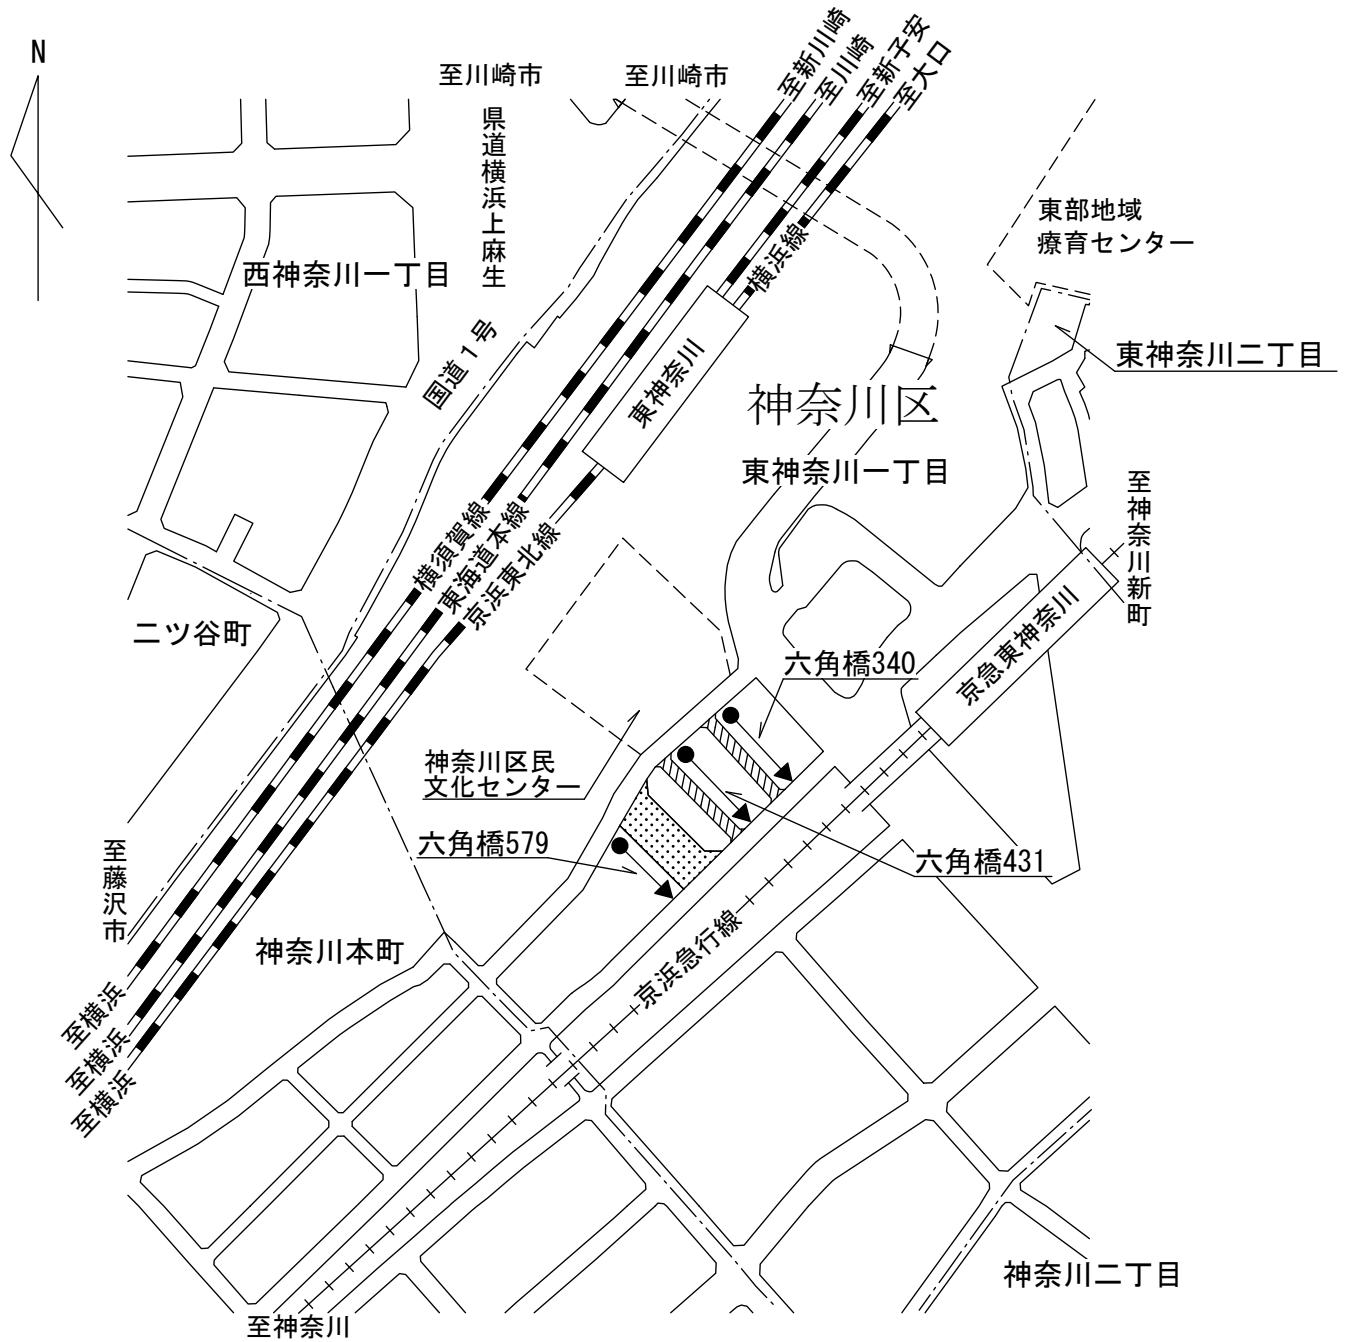 N
至川崎市
至川崎市
至新川崎
至川崎
至新子安
至大口
県道横浜上麻生
東部地域
療育センター
西神奈川一丁目
横浜線
国道1号
東神奈川
東神奈川二丁目
神奈川区
東神奈川一丁目
至神奈川新町
横須賀線
東海道本線
京浜東北線
二ツ谷町
京急東神奈川
六角橋340
神奈川区民
文化センター
六角橋579
六角橋431
至藤沢市
神奈川本町
京浜急行線
至横浜
至横浜
至横浜
神奈川二丁目
至神奈川